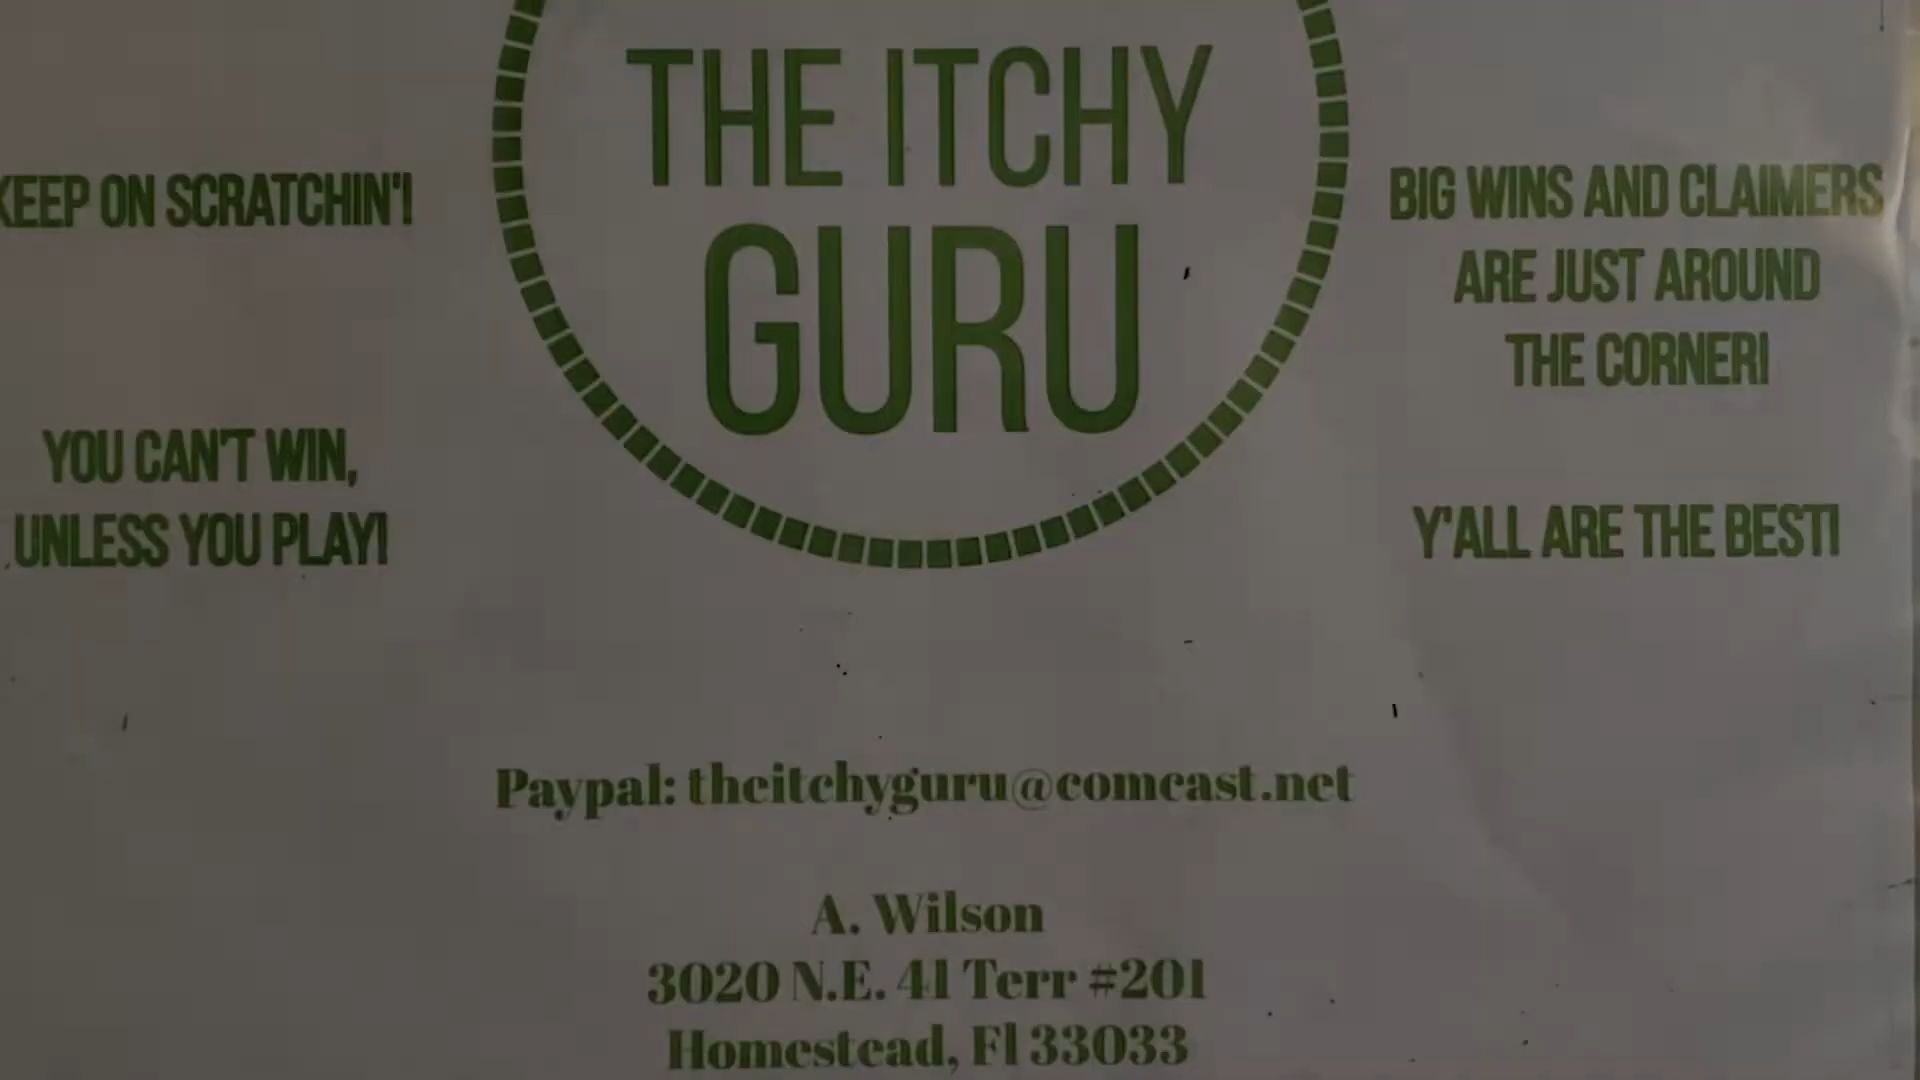 THE ITCHY
GURU
KEEP ON SCRATCHIN'!
YOU CAN'T WIN,
UNLESS YOU PLAY!
BIG WINS AND CLAIMERS
ARE JUST AROUND
THE CORNER!
Y'ALL ARE THE BEST!
Paypal: theitchyguru@comcast.net
A. Wilson
3020 N.E. 41 Terr #201
Homestead, Fl 33033